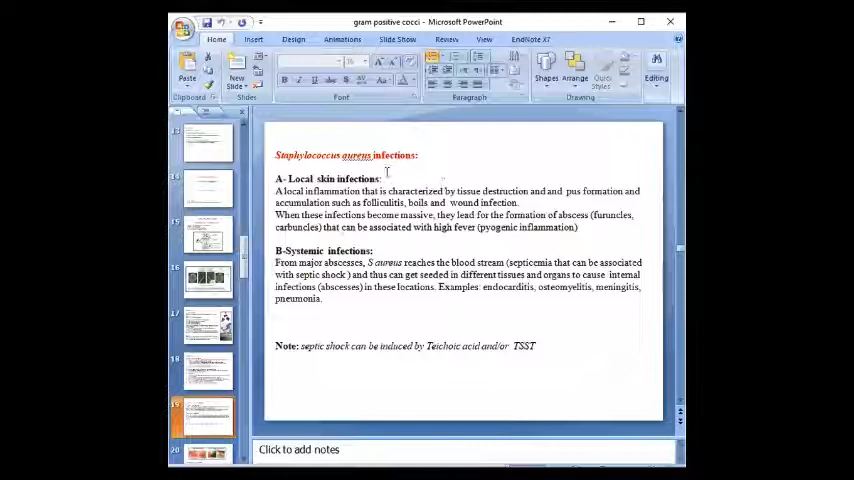 gram positive cocci - Microsoft PowerPoint
Home Insert Design Animations Slide Show Review View EndNote X7
Paste New Slide Shapes Arrange Quick Styles Editing
Clipboard Slides Font Paragraph Drawing
13
14
15
16
17
18
19
20
Staphylococcus aureus infections:
A- Local skin infections:
A local inflammation that is characterized by tissue destruction and and pus formation and
accumulation such as folliculitis, boils and wound infection.
When these infections become massive, they lead for the formation of abscess (furuncles,
carbuncles) that can be associated with high fever (pyogenic inflammation)
B-Systemic infections:
From major abscesses, S aureus reaches the blood stream (septicemia that can be associated
with septic shock ) and thus can get seeded in different tissues and organs to cause internal
infections (abscesses) in these locations. Examples: endocarditis, osteomyelitis, meningitis,
pneumonia.
Note: septic shock can be induced by Teichoic acid and/or TSST
Click to add notes